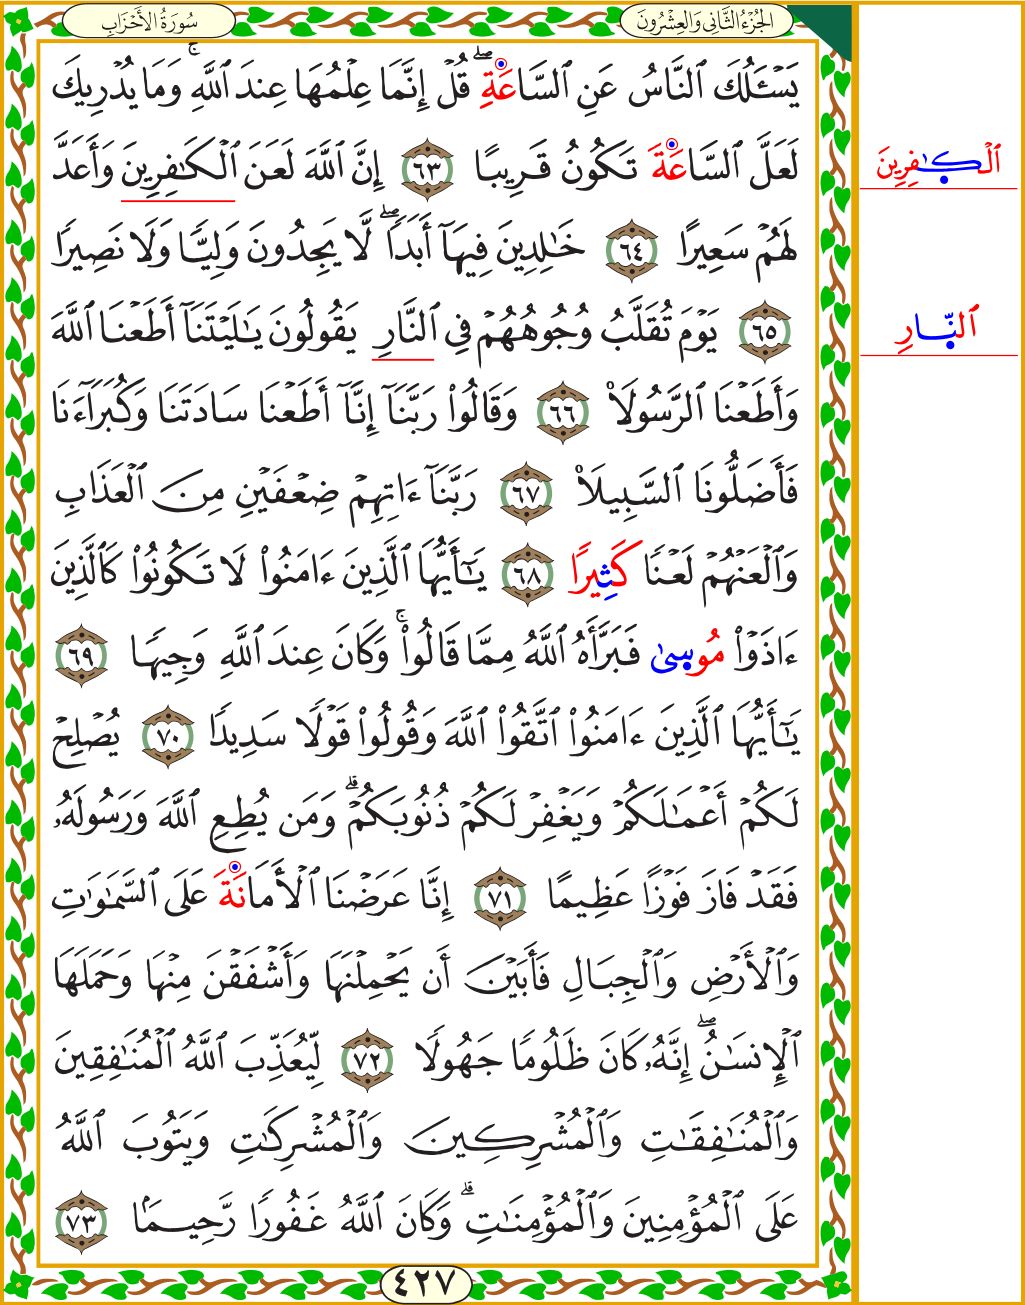 الجُزْءُ الثَّانِي وَالعِشْرُونَ
سُورَةُ الأَحْزَابِ
يَسْـَٔلُكَ ٱلنَّاسُ عَنِ ٱلسَّاعَةِۖ قُلْ إِنَّمَا عِلْمُهَا عِندَ ٱللَّهِۚ وَمَا يُدْرِيكَ
لَعَلَّ ٱلسَّاعَةَ تَكُونُ قَرِيبًا ٦٣ إِنَّ ٱللَّهَ لَعَنَ ٱلْكَٰفِرِينَ وَأَعَدَّ
ٱلْكَٰفِرِينَ
لَهُمْ سَعِيرًا ٦٤ خَٰلِدِينَ فِيهَآ أَبَدًاۖ لَّا يَجِدُونَ وَلِيًّا وَلَا نَصِيرًا
٦٥ يَوْمَ تُقَلَّبُ وُجُوهُهُمْ فِي ٱلنَّارِ يَقُولُونَ يَٰلَيْتَنَآ أَطَعْنَا ٱللَّهَ
ٱلنَّارِ
وَأَطَعْنَا ٱلرَّسُولَا۠ ٦٦ وَقَالُوا۟ رَبَّنَآ إِنَّآ أَطَعْنَا سَادَتَنَا وَكُبَرَآءَنَا
فَأَضَلُّونَا ٱلسَّبِيلَا۠ ٦٧ رَبَّنَآ ءَاتِهِمْ ضِعْفَيْنِ مِنَ ٱلْعَذَابِ
وَٱلْعَنْهُمْ لَعْنًا كَثِيرًا ٦٨ يَٰٓأَيُّهَا ٱلَّذِينَ ءَامَنُوا۟ لَا تَكُونُوا۟ كَٱلَّذِينَ
ءَاذَوْا۟ مُوسِىٰ فَبَرَّأَهُ ٱللَّهُ مِمَّا قَالُوا۟ۚ وَكَانَ عِندَ ٱللَّهِ وَجِيهًا ٦٩
يَٰٓأَيُّهَا ٱلَّذِينَ ءَامَنُوا۟ ٱتَّقُوا۟ ٱللَّهَ وَقُولُوا۟ قَوْلًا سَدِيدًا ٧٠ يُصْلِحْ
لَكُمْ أَعْمَٰلَكُمْ وَيَغْفِرْ لَكُمْ ذُنُوبَكُمْۗ وَمَن يُطِعِ ٱللَّهَ وَرَسُولَهُۥ
فَقَدْ فَازَ فَوْزًا عَظِيمًا ٧١ إِنَّا عَرَضْنَا ٱلْأَمَانَةَ عَلَى ٱلسَّمَٰوَٰتِ
وَٱلْأَرْضِ وَٱلْجِبَالِ فَأَبَيْنَ أَن يَحْمِلْنَهَا وَأَشْفَقْنَ مِنْهَا وَحَمَلَهَا
ٱلْإِنسَٰنُۖ إِنَّهُۥ كَانَ ظَلُومًا جَهُولًا ٧٢ لِّيُعَذِّبَ ٱللَّهُ ٱلْمُنَٰفِقِينَ
وَٱلْمُنَٰفِقَٰتِ وَٱلْمُشْرِكِينَ وَٱلْمُشْرِكَٰتِ وَيَتُوبَ ٱللَّهُ
عَلَى ٱلْمُؤْمِنِينَ وَٱلْمُؤْمِنَٰتِۗ وَكَانَ ٱللَّهُ غَفُورًا رَّحِيمًۢا ٧٣
٤٢٧